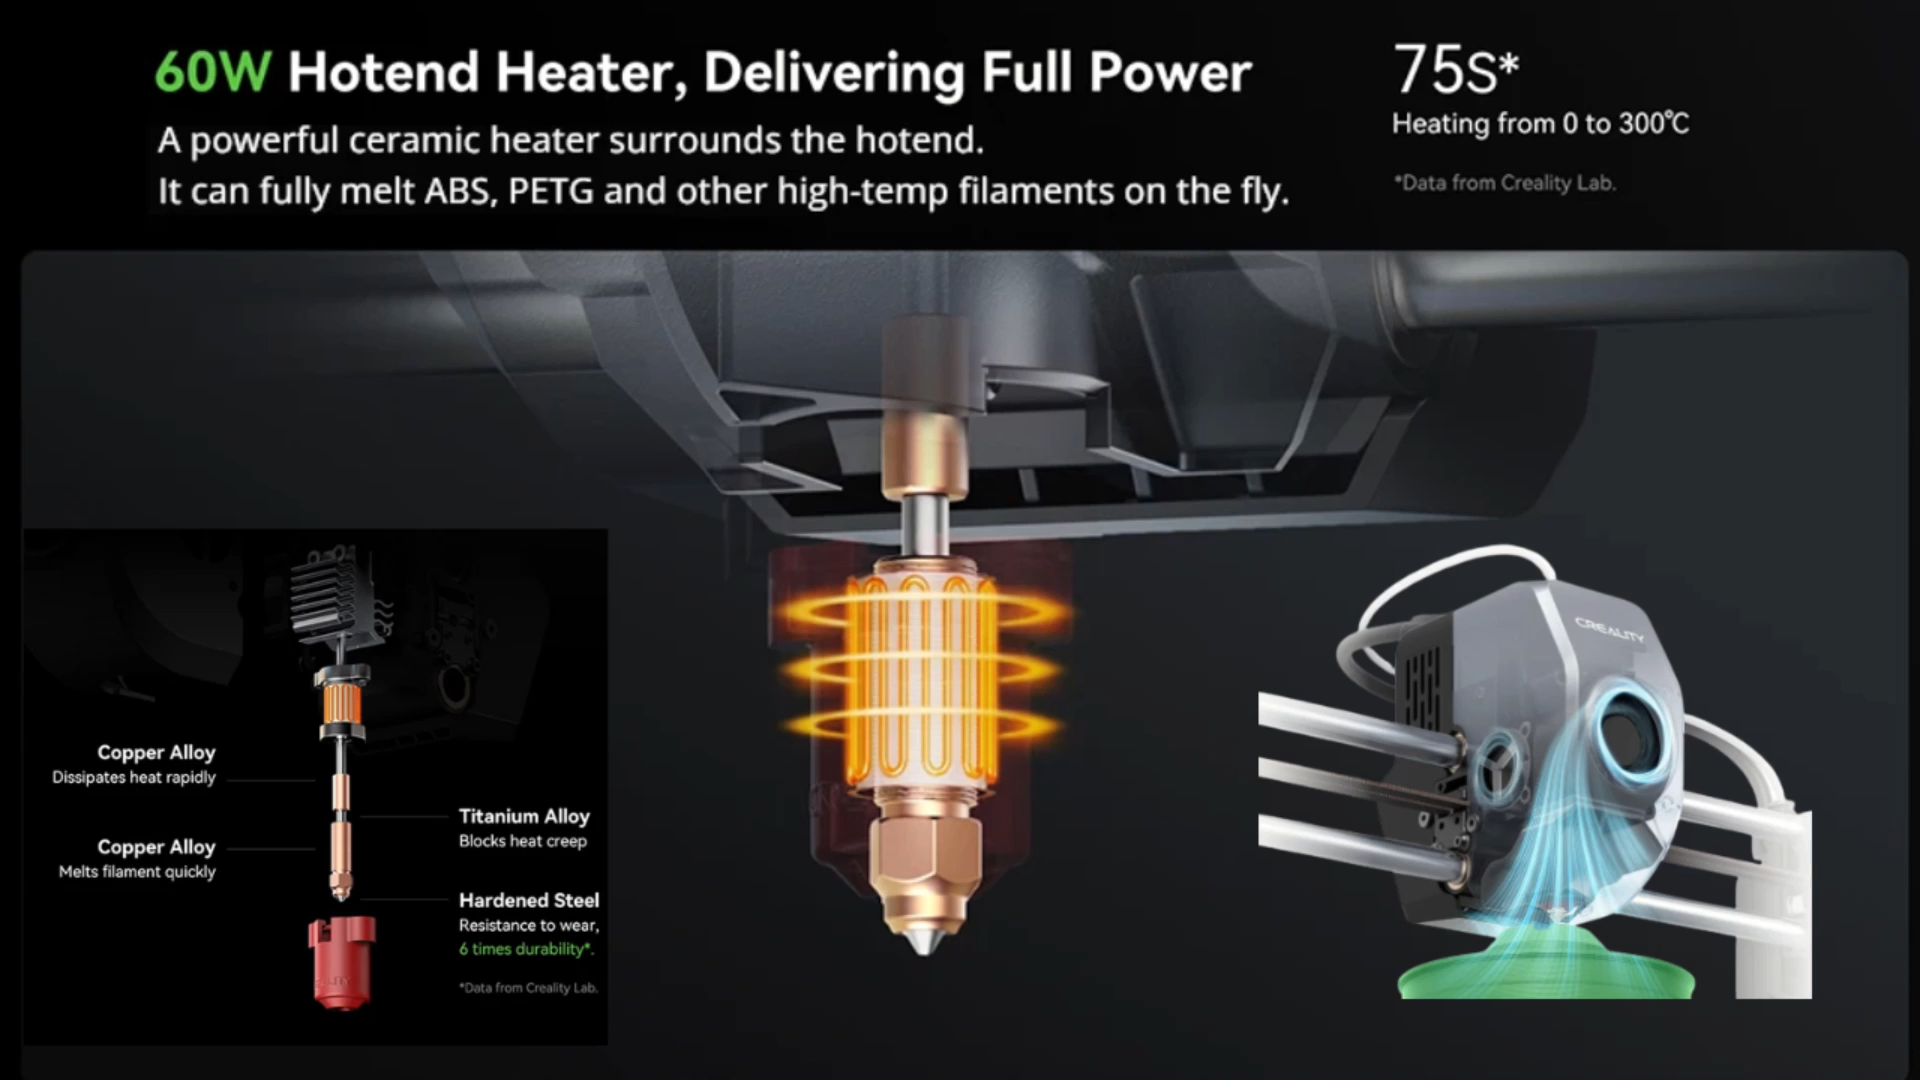 60W Hotend Heater, Delivering Full Power
A powerful ceramic heater surrounds the hotend.
It can fully melt ABS, PETG and other high-temp filaments on the fly.
75S*
Heating from 0 to 300℃
*Data from Creality Lab.
Copper Alloy
Dissipates heat rapidly
Copper Alloy
Melts filament quickly
Titanium Alloy
Blocks heat creep
Hardened Steel
Resistance to wear,
6 times durability*.
*Data from Creality Lab.
CREALITY